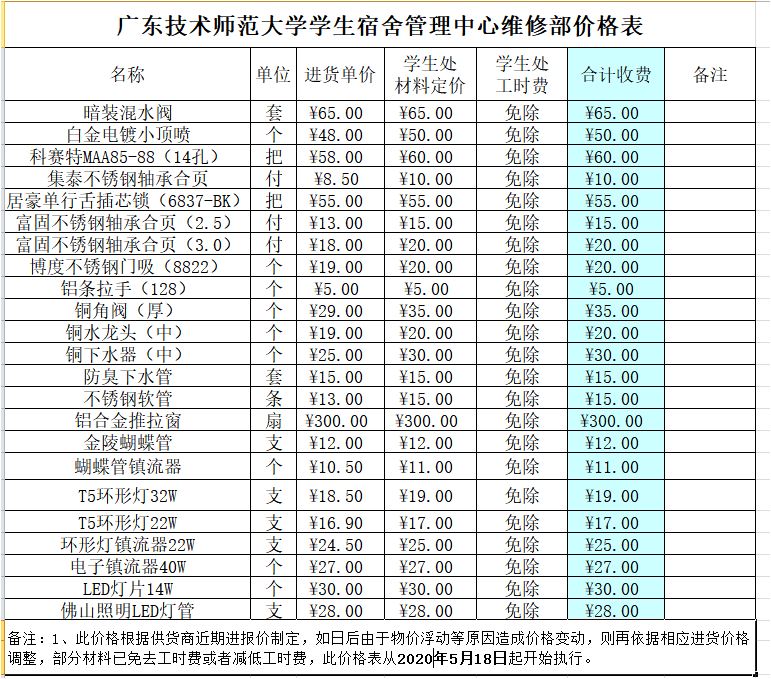 广东技术师范大学学生宿舍管理中心维修部价格表
名称 单位 进货单价 学生处材料定价 学生处工时费 合计收费 备注
暗装混水阀 套 ¥65.00 ¥65.00 免除 ¥65.00
白金电镀小顶喷 个 ¥48.00 ¥50.00 免除 ¥50.00
科赛特MAA85-88（14孔） 把 ¥58.00 ¥60.00 免除 ¥60.00
集泰不锈钢轴承合页 付 ¥8.50 ¥10.00 免除 ¥10.00
居豪单行舌插芯锁（6837-BK） 把 ¥55.00 ¥55.00 免除 ¥55.00
富固不锈钢轴承合页（2.5） 付 ¥13.00 ¥15.00 免除 ¥15.00
富固不锈钢轴承合页（3.0） 付 ¥18.00 ¥20.00 免除 ¥20.00
博度不锈钢门吸（8822） 个 ¥19.00 ¥20.00 免除 ¥20.00
铝条拉手（128） 个 ¥5.00 ¥5.00 免除 ¥5.00
铜角阀（厚） 个 ¥29.00 ¥35.00 免除 ¥35.00
铜水龙头（中） 个 ¥19.00 ¥20.00 免除 ¥20.00
铜下水器（中） 个 ¥25.00 ¥30.00 免除 ¥30.00
防臭下水管 套 ¥15.00 ¥15.00 免除 ¥15.00
不锈钢软管 条 ¥13.00 ¥15.00 免除 ¥15.00
铝合金推拉窗 扇 ¥300.00 ¥300.00 免除 ¥300.00
金陵蝴蝶管 支 ¥12.00 ¥12.00 免除 ¥12.00
蝴蝶管镇流器 个 ¥10.50 ¥11.00 免除 ¥11.00
T5环形灯32W 支 ¥18.50 ¥19.00 免除 ¥19.00
T5环形灯22W 支 ¥16.90 ¥17.00 免除 ¥17.00
环形灯镇流器22W 支 ¥24.50 ¥25.00 免除 ¥25.00
电子镇流器40W 个 ¥27.00 ¥27.00 免除 ¥27.00
LED灯片14W 个 ¥30.00 ¥30.00 免除 ¥30.00
佛山照明LED灯管 支 ¥28.00 ¥28.00 免除 ¥28.00
备注：1、此价格根据供货商近期进报价制定，如日后由于物价浮动等原因造成价格变动，则再依据相应进货价格
调整，部分材料已免去工时费或者减低工时费，此价格表从2020年5月18日起开始执行。